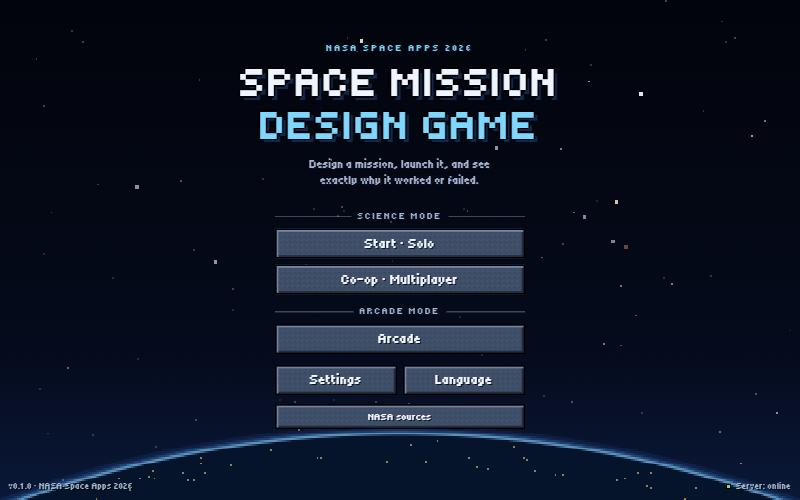 NASA SPACE APPS 2026
SPACE MISSION
DESIGN GAME
Design a mission, launch it, and see
exactly why it worked or failed.
SCIENCE MODE
Start · Solo
Co-op · Multiplayer
ARCADE MODE
Arcade
Settings
Language
NASA sources
v0.1.0 · NASA Space Apps 2026
Server: online